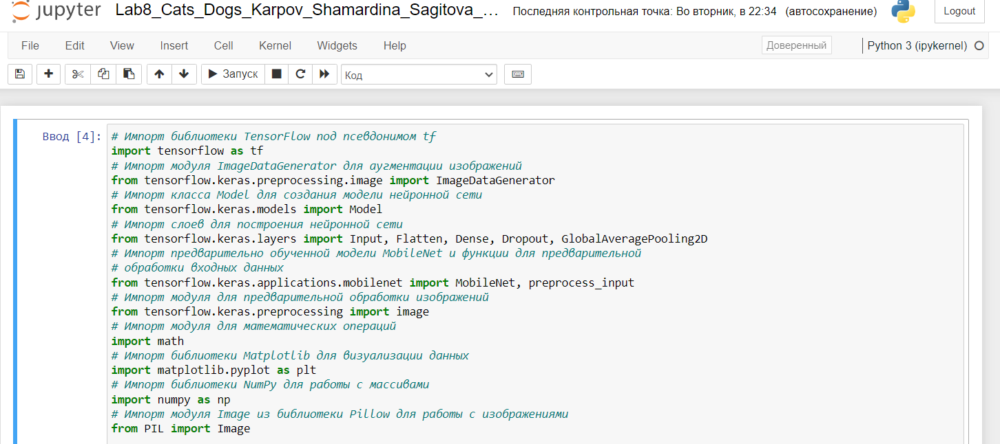 jupyter Lab8_Cats_Dogs_Karpov_Shamardina_Sagitova_... Последняя контрольная точка: Во вторник, в 22:34 (автосохранение) Logout
File Edit View Insert Cell Kernel Widgets Help Доверенный Python 3 (ipykernel)
Запуск Код
Ввод [4]: # Импорт библиотеки TensorFlow под псевдонимом tf
import tensorflow as tf
# Импорт модуля ImageDataGenerator для аугментации изображений
from tensorflow.keras.preprocessing.image import ImageDataGenerator
# Импорт класса Model для создания модели нейронной сети
from tensorflow.keras.models import Model
# Импорт слоев для построения нейронной сети
from tensorflow.keras.layers import Input, Flatten, Dense, Dropout, GlobalAveragePooling2D
# Импорт предварительно обученной модели MobileNet и функции для предварительной
# обработки входных данных
from tensorflow.keras.applications.mobilenet import MobileNet, preprocess_input
# Импорт модуля для предварительной обработки изображений
from tensorflow.keras.preprocessing import image
# Импорт модуля для математических операций
import math
# Импорт библиотеки Matplotlib для визуализации данных
import matplotlib.pyplot as plt
# Импорт библиотеки NumPy для работы с массивами
import numpy as np
# Импорт модуля Image из библиотеки Pillow для работы с изображениями
from PIL import Image